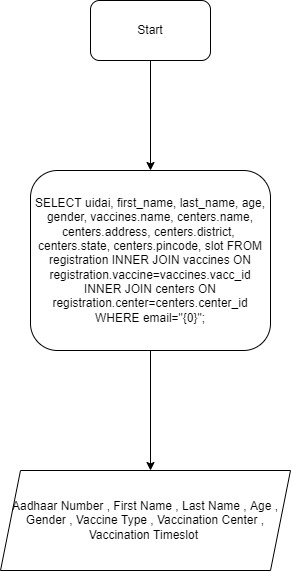 Start
SELECT uidai, first_name, last_name, age,
gender, vaccines.name, centers.name,
centers.address, centers.district,
centers.state, centers.pincode, slot FROM
registration INNER JOIN vaccines ON
registration.vaccine=vaccines.vacc_id
INNER JOIN centers ON
registration.center=centers.center_id
WHERE email="{0}";
Aadhaar Number , First Name , Last Name , Age ,
Gender , Vaccine Type , Vaccination Center ,
Vaccination Timeslot